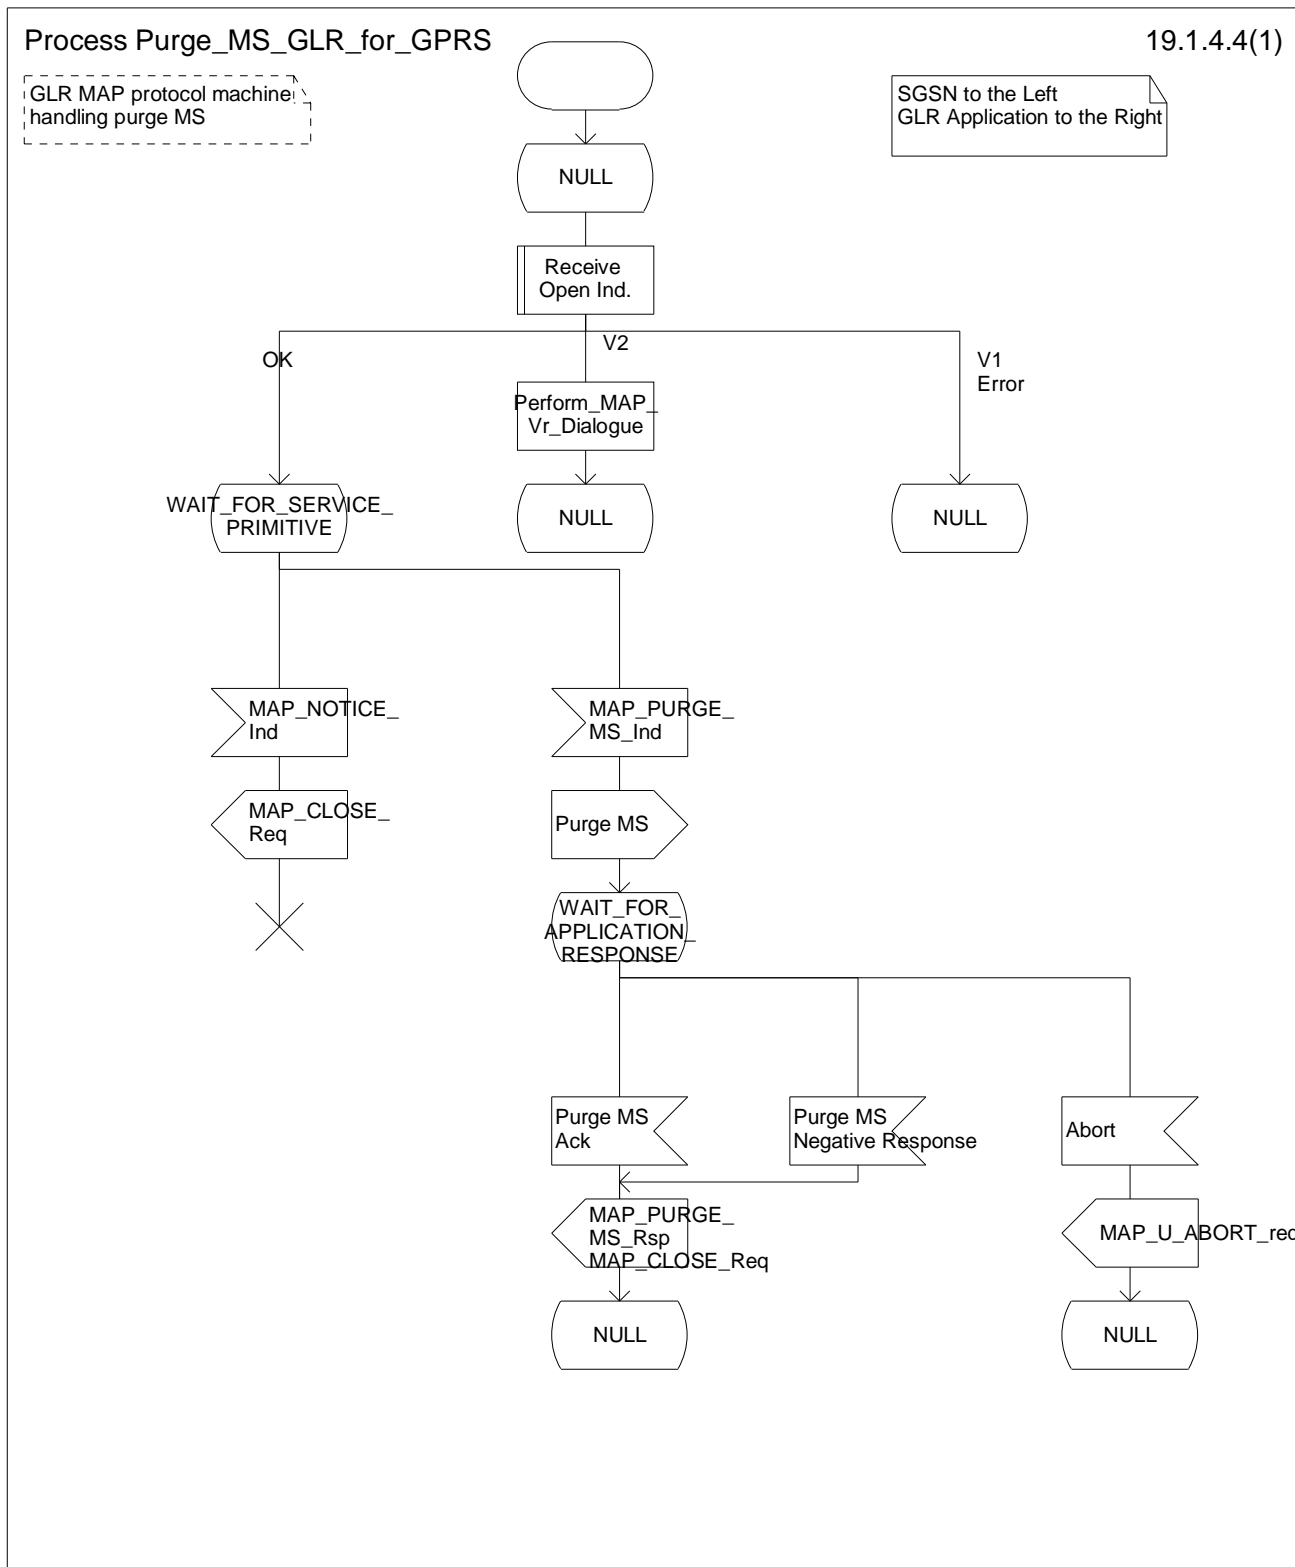 Process Purge_MS_GLR_for_GPRS
19.1.4.4(1)
GLR MAP protocol machine
handling purge MS
SGSN to the Left
GLR Application to the Right
NULL
Receive
Open Ind.
OK
V2
V1
Error
Perform_MAP_
Vr_Dialogue
WAIT_FOR_SERVICE_
PRIMITIVE
NULL
NULL
MAP_NOTICE_
Ind
MAP_PURGE_
MS_Ind
MAP_CLOSE_
Req
Purge MS
WAIT_FOR_
APPLICATION_
RESPONSE
Purge MS
Ack
Purge MS
Negative Response
Abort
MAP_PURGE_
MS_Rsp
MAP_CLOSE_Req
MAP_U_ABORT_req
NULL
NULL